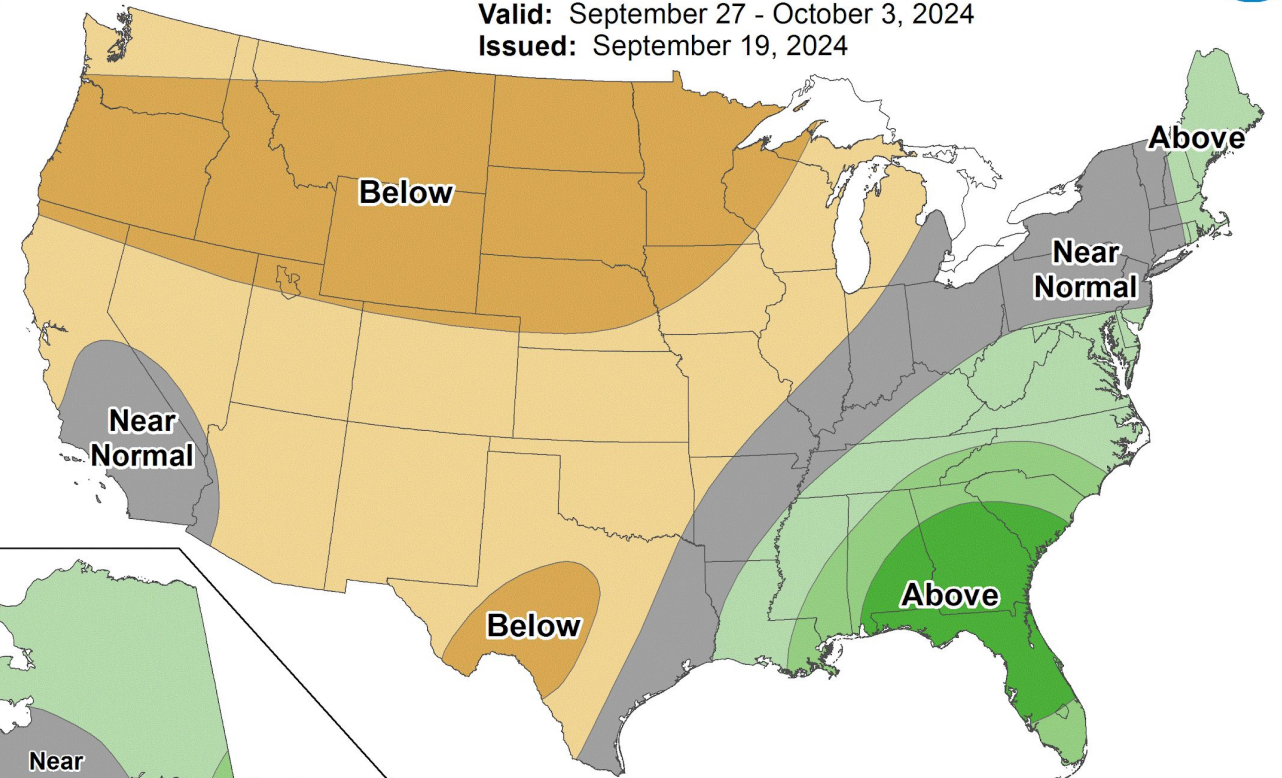 Valid: September 27 - October 3, 2024
Issued: September 19, 2024
Above
Below
Near
Normal
Near
Normal
Above
Below
Near